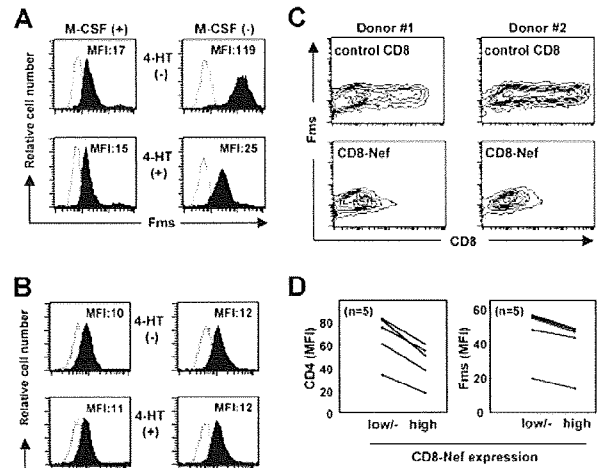 A
M-CSF (+)
M-CSF (-)
MFI:17
4-HT
(-)
MFI:119
MFI:15
4-HT
(+)
MFI:25
Relative cell number
Fms
B
MFI:10
4-HT
(-)
MFI:12
MFI:11
4-HT
(+)
MFI:12
Relative cell number
C
Donor #1
Donor #2
control CD8
control CD8
CD8-Nef
CD8-Nef
Fms
CD8
D
(n=5)
80
60
40
20
0
CD4 (MFI)
low/-
high
(n=5)
60
40
20
0
Fms (MFI)
low/-
high
CD8-Nef expression